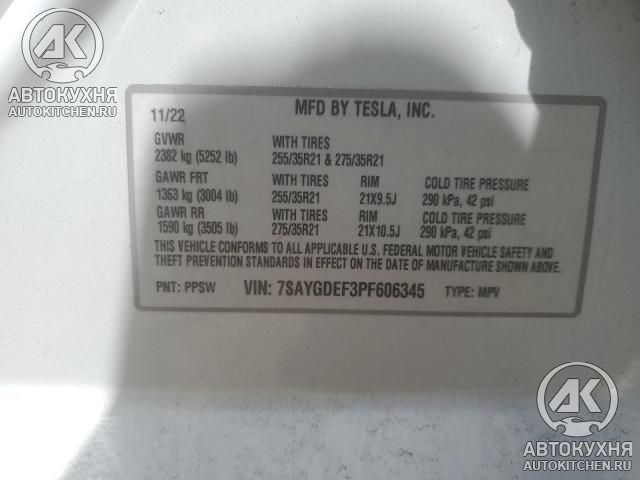 AK
АВТОКУХНЯ
AUTOKITCHEN.RU
11/22 MFD BY TESLA, INC.
GVWR WITH TIRES
2382 kg (5252 lb) 255/35R21 & 275/35R21
GAWR FRT WITH TIRES RIM COLD TIRE PRESSURE
1363 kg (3004 lb) 255/35R21 21X9.5J 290 kPa, 42 psi
GAWR RR WITH TIRES RIM COLD TIRE PRESSURE
1590 kg (3505 lb) 275/35R21 21X10.5J 290 kPa, 42 psi
THIS VEHICLE CONFORMS TO ALL APPLICABLE U.S. FEDERAL MOTOR VEHICLE SAFETY AND
THEFT PREVENTION STANDARDS IN EFFECT ON THE DATE OF MANUFACTURE SHOWN ABOVE.
PNT: PPSW VIN: 7SAYGDEF3PF606345 TYPE: MPV
AK
АВТОКУХНЯ
AUTOKITCHEN.RU